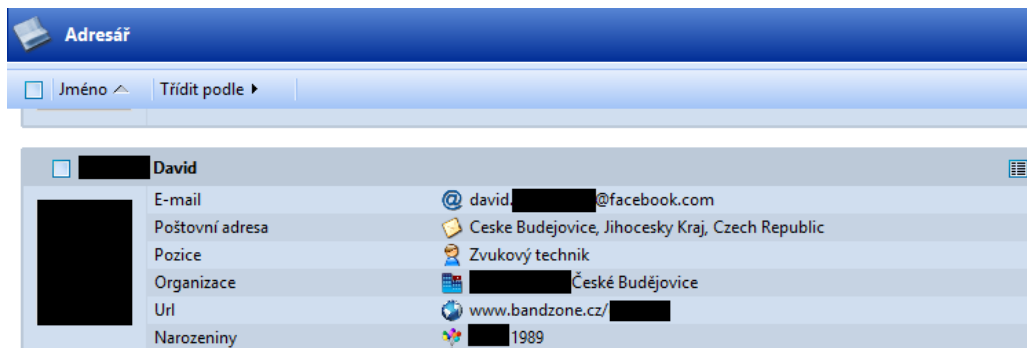 Adresář
Jméno Třídit podle
David
E-mail david. @facebook.com
Poštovní adresa Ceske Budejovice, Jihocesky Kraj, Czech Republic
Pozice Zvukový technik
Organizace České Budějovice
Url www.bandzone.cz/
Narozeniny 1989